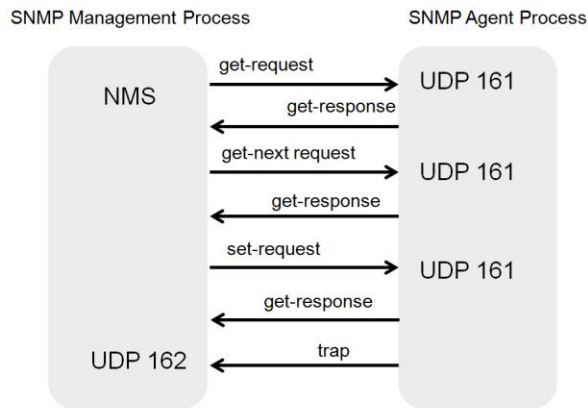 SNMP Management Process
SNMP Agent Process
get-request
NMS
UDP 161
get-response
get-next request
UDP 161
get-response
set-request
UDP 161
get-response
UDP 162
trap